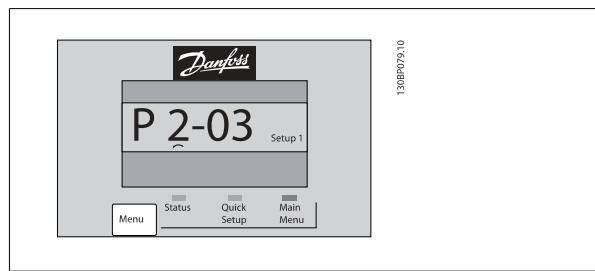 Danfoss
P 2-03 Setup 1
Status Quick Setup Main Menu
Menu
130BP079.10